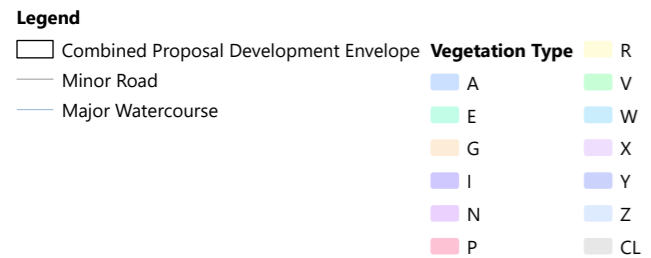 Legend
Combined Proposal Development Envelope
Minor Road
Major Watercourse
Vegetation Type
A
E
G
I
N
P
R
V
W
X
Y
Z
CL